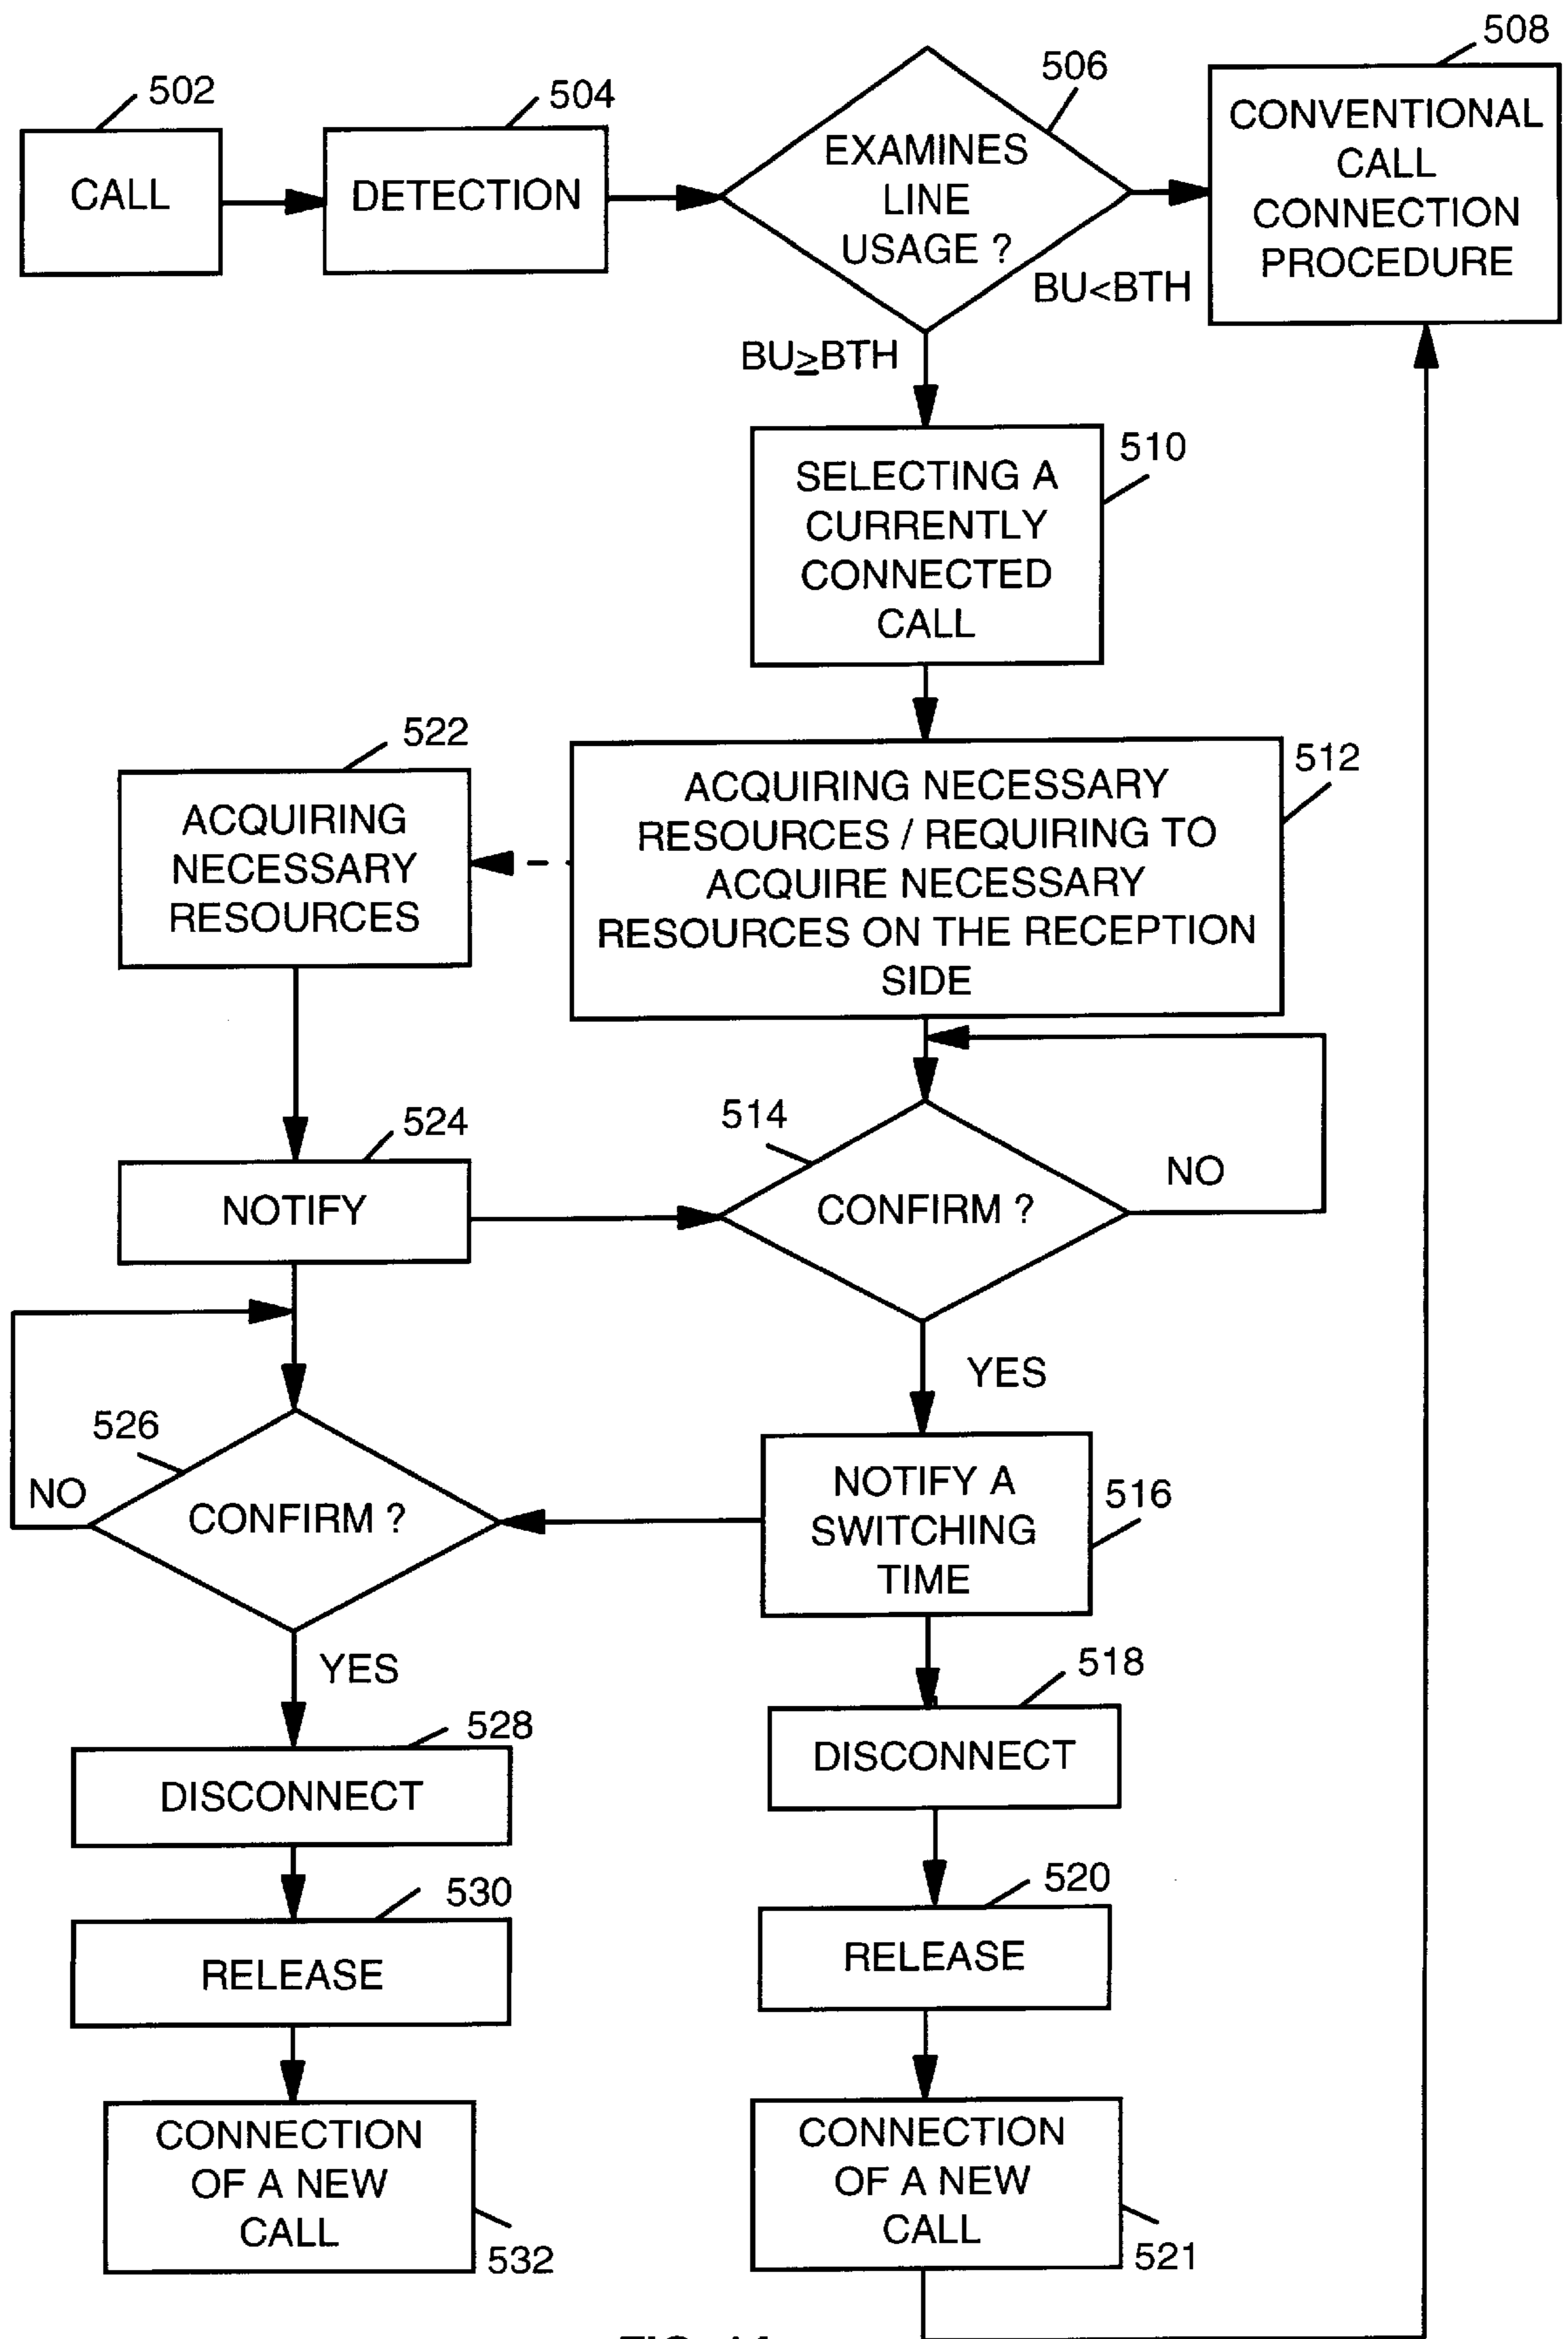 502
CALL
504
DETECTION
506
EXAMINES
LINE
USAGE ?
BU<BTH
BU≥BTH
508
CONVENTIONAL
CALL
CONNECTION
PROCEDURE
510
SELECTING A
CURRENTLY
CONNECTED
CALL
512
ACQUIRING NECESSARY
RESOURCES / REQUIRING TO
ACQUIRE NECESSARY
RESOURCES ON THE RECEPTION
SIDE
522
ACQUIRING
NECESSARY
RESOURCES
524
NOTIFY
514
CONFIRM ?
NO
YES
526
CONFIRM ?
NO
YES
516
NOTIFY A
SWITCHING
TIME
518
DISCONNECT
528
DISCONNECT
520
RELEASE
530
RELEASE
CONNECTION
OF A NEW
CALL
532
CONNECTION
OF A NEW
CALL
521